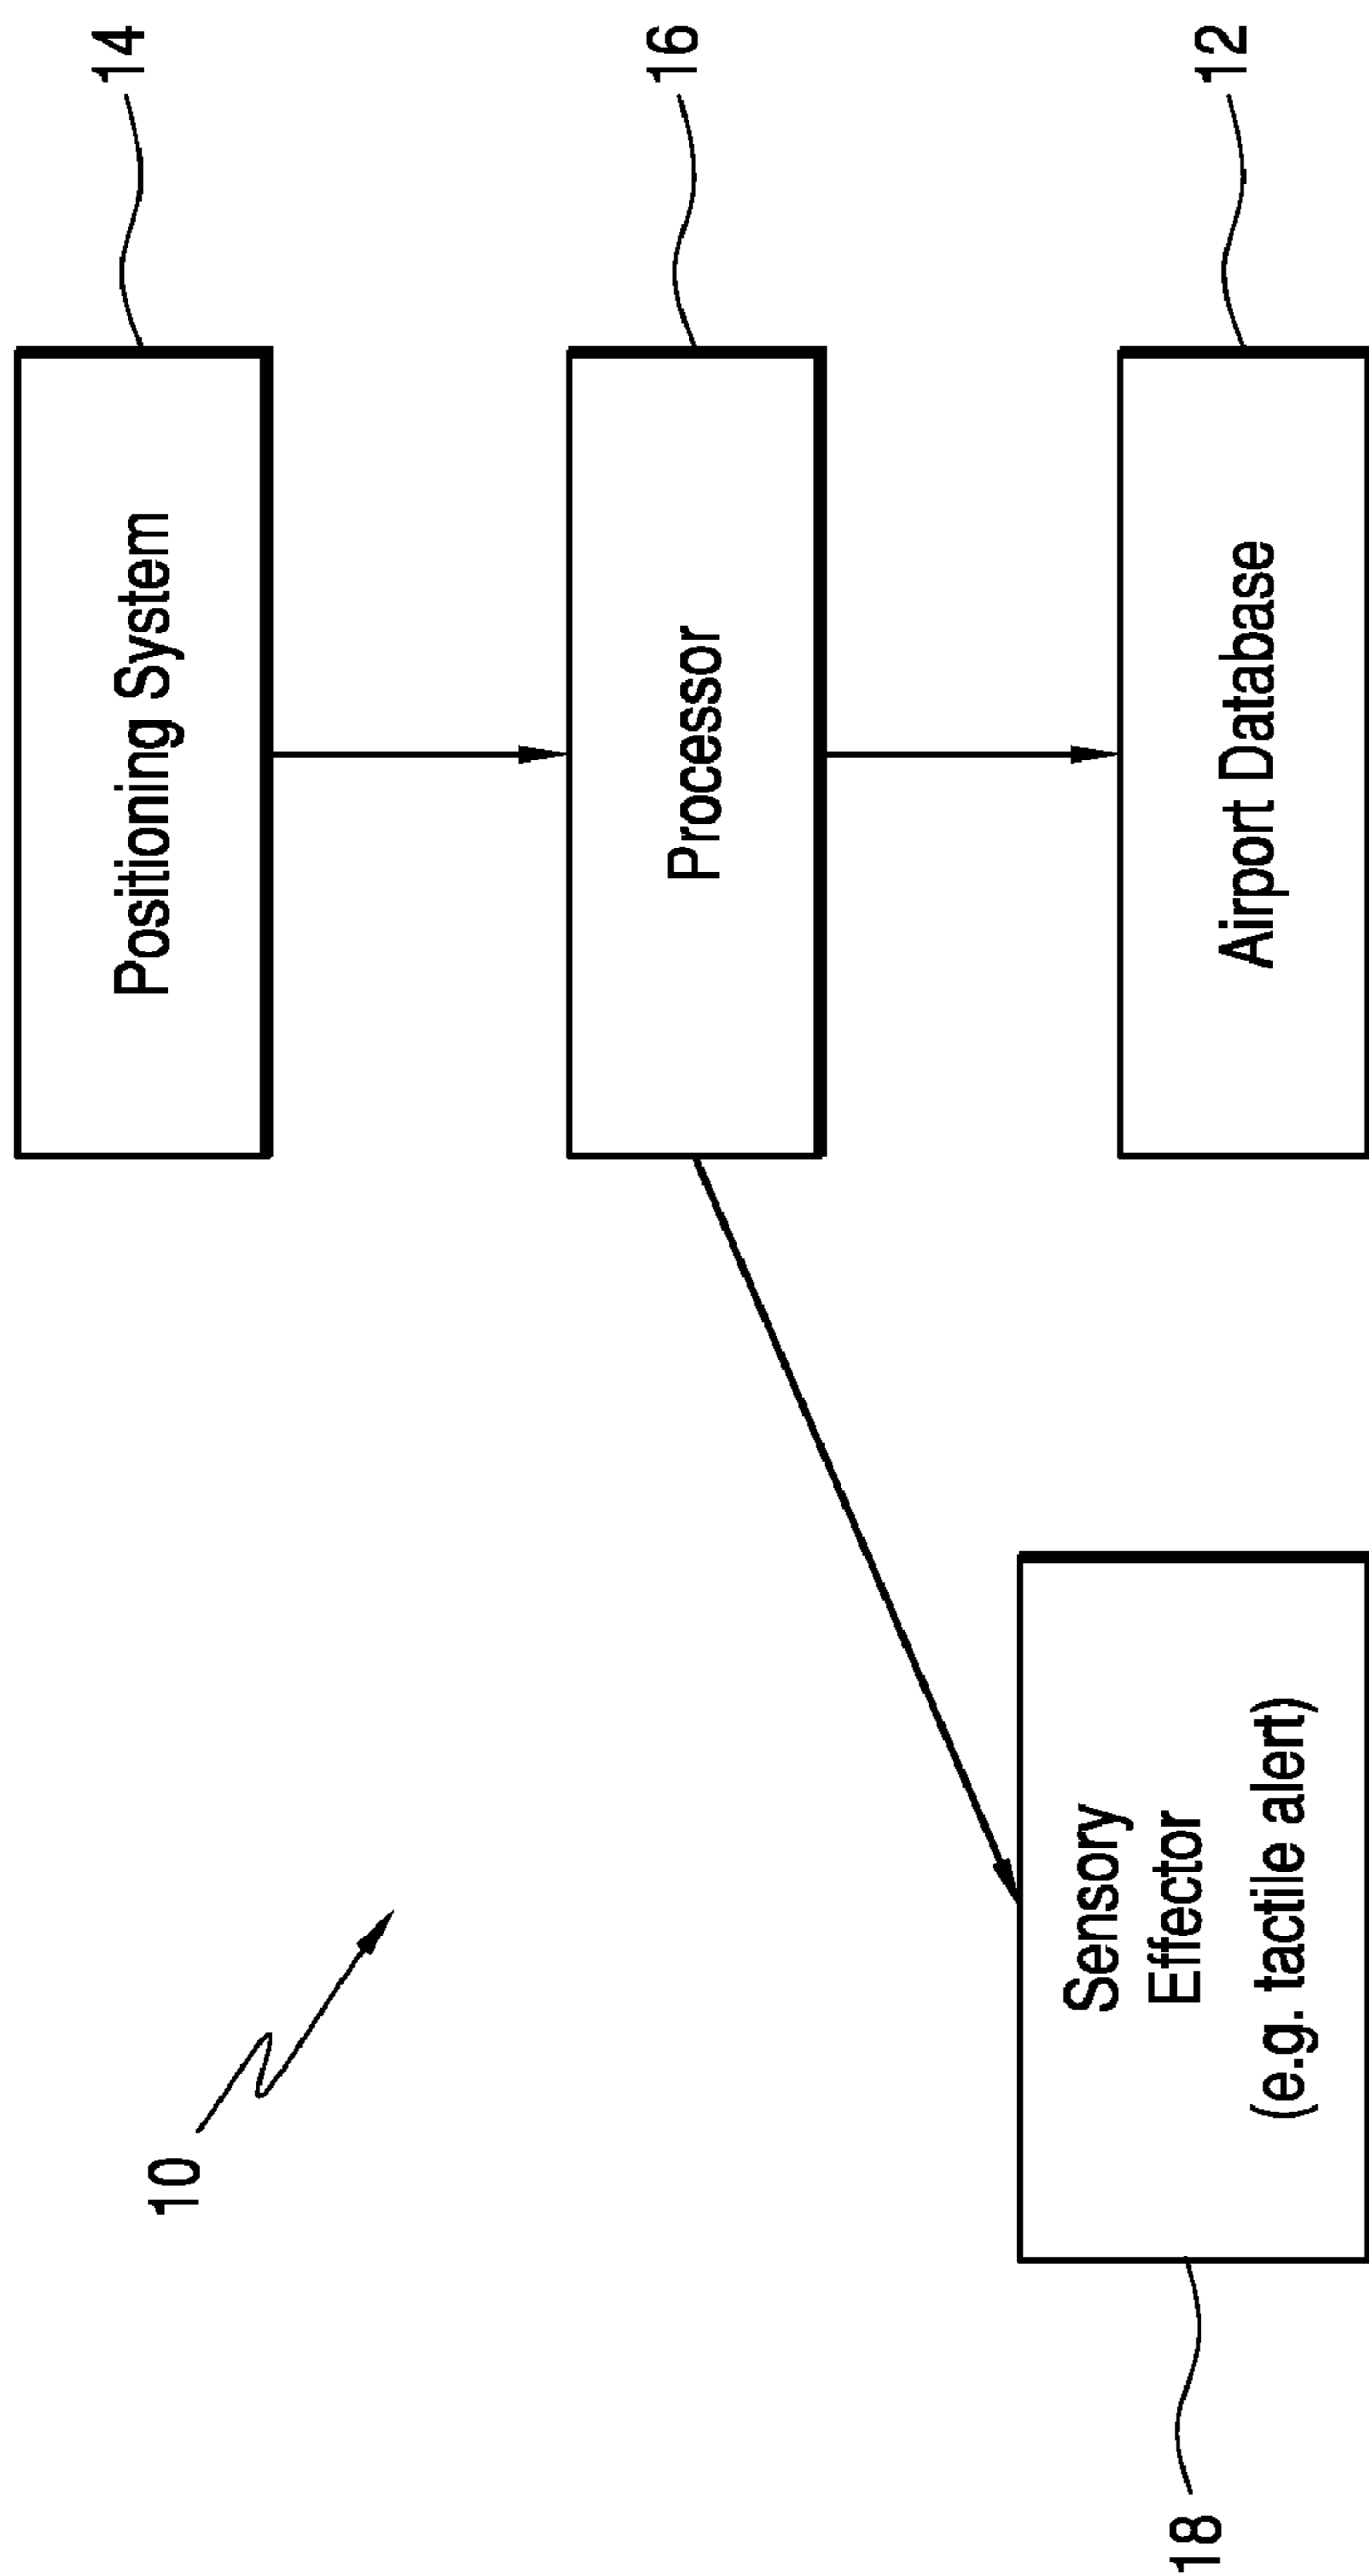 10
14
Positioning System
16
Processor
12
Airport Database
18
Sensory
Effector
(e.g. tactile alert)